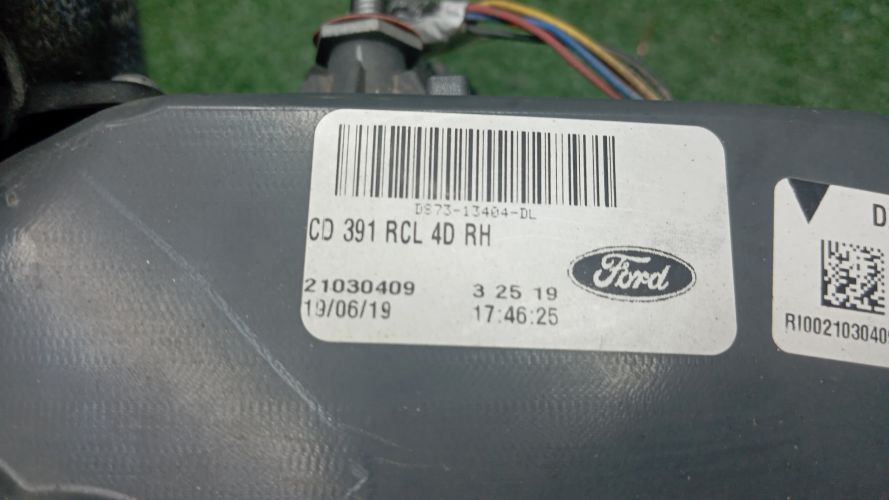 DS73-13404-DL
CD 391 RCL 4D RH
Ford
21030409 3 25 19
19/06/19 17:46:25
D
RI0021030409